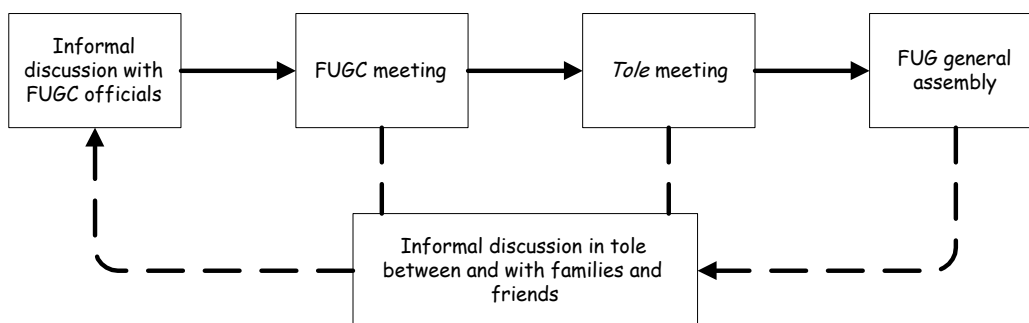 Informal
discussion with
FUGC officials
FUGC meeting
Tole meeting
FUG general
assembly
Informal discussion in tole
between and with families and
friends